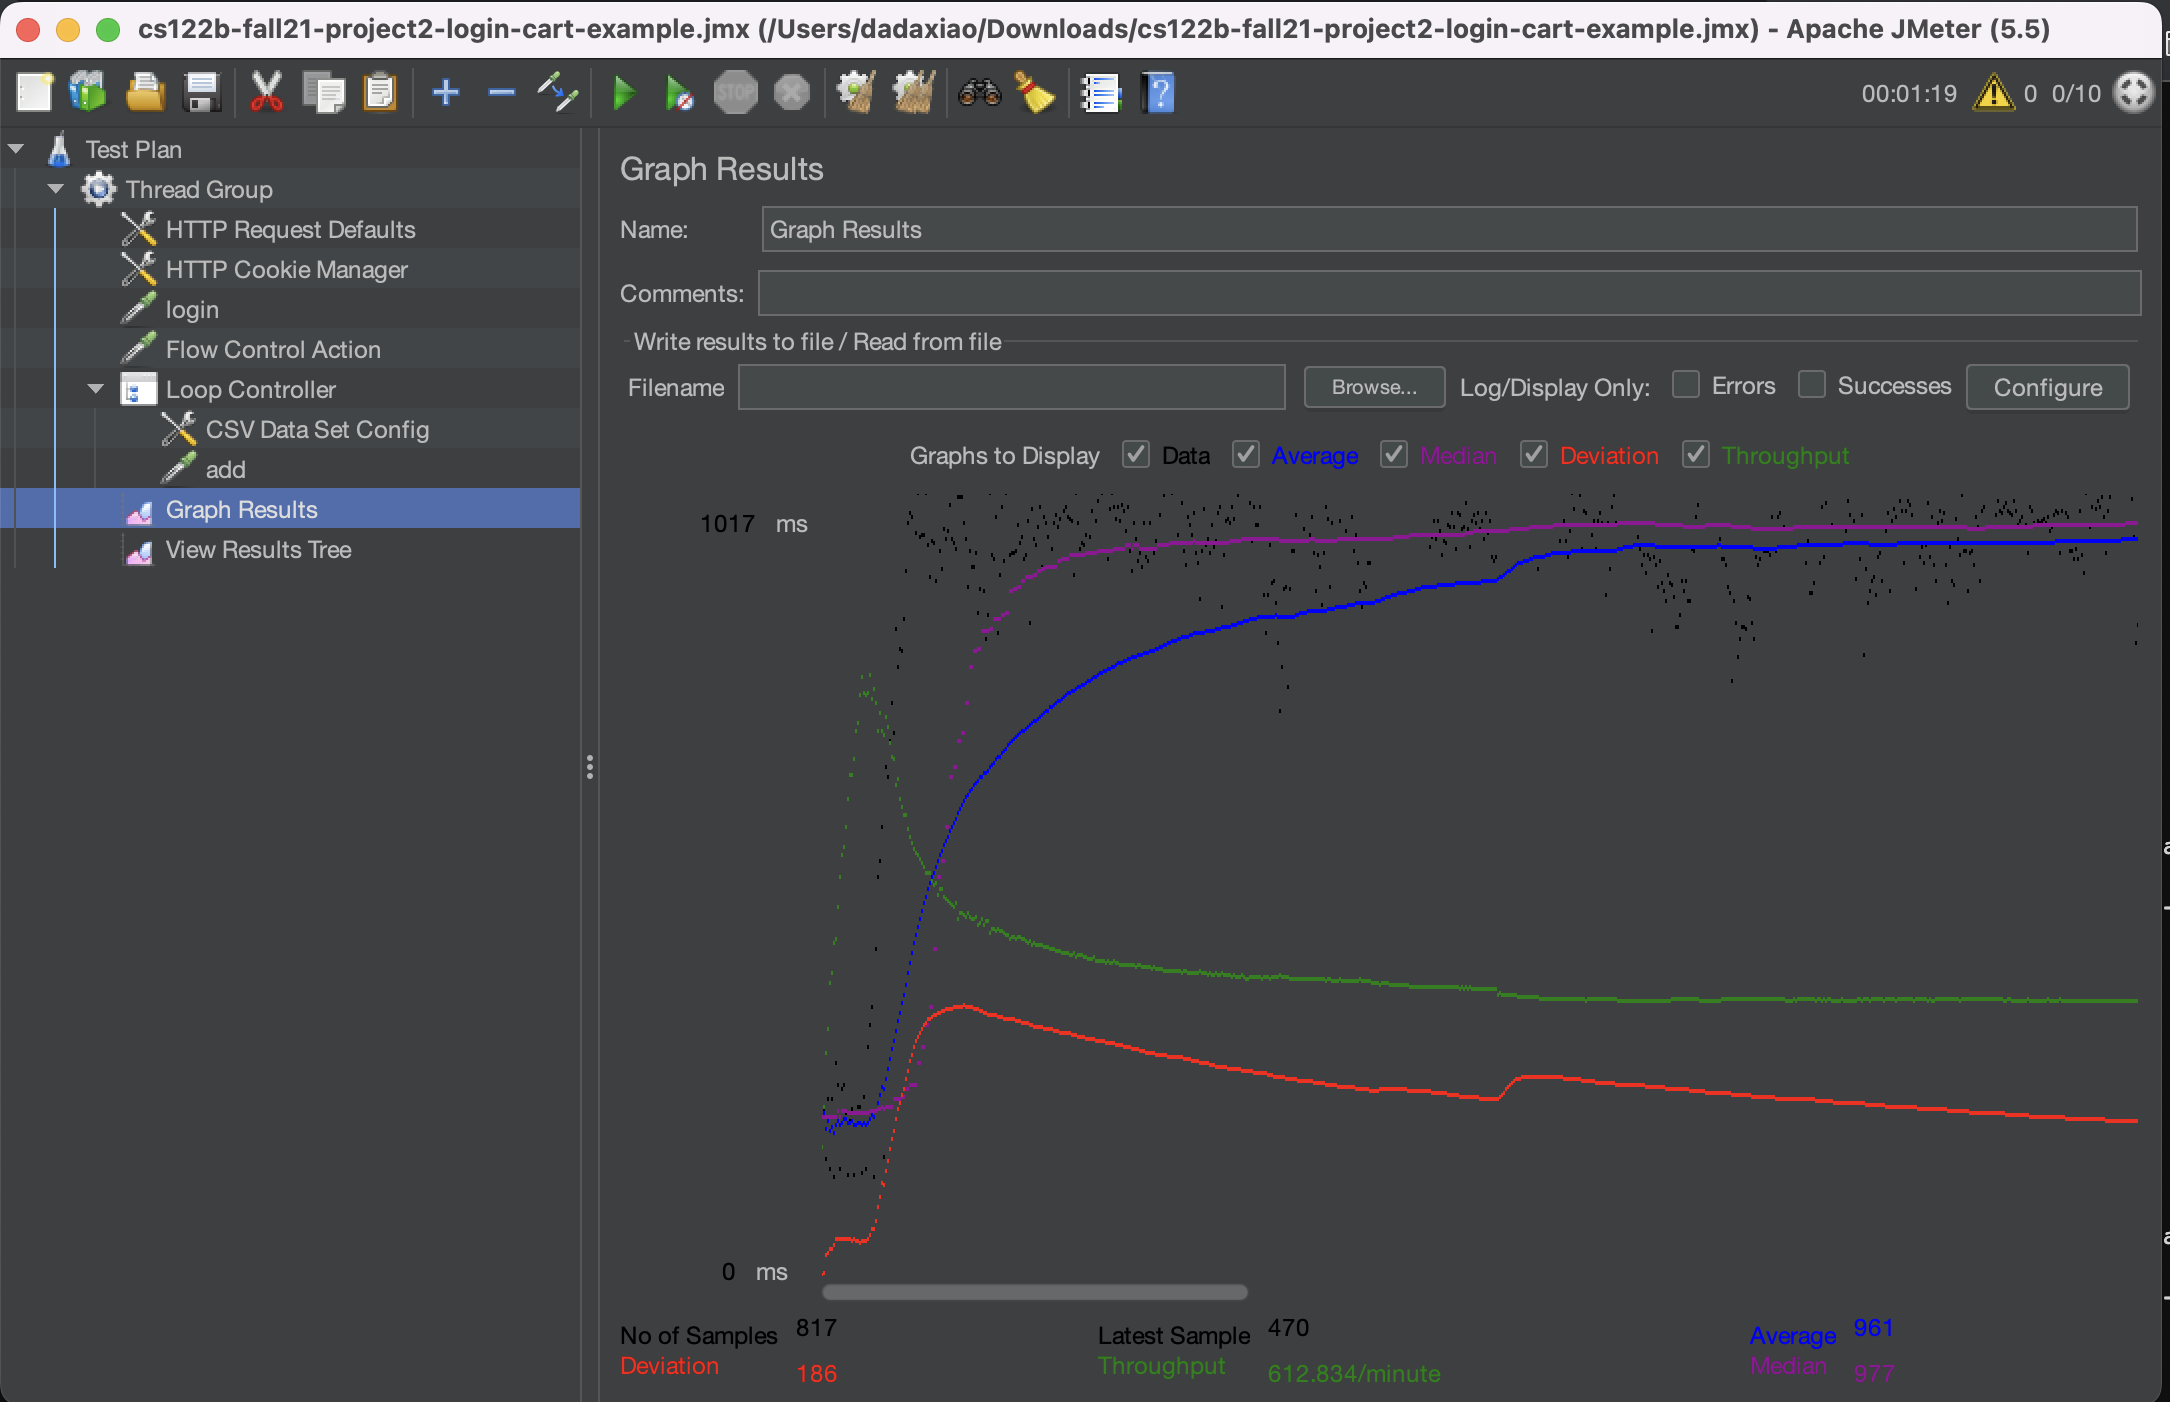 cs122b-fall21-project2-login-cart-example.jmx (/Users/dadaxiao/Downloads/cs122b-fall21-project2-login-cart-example.jmx) - Apache JMeter (5.5)
STOP
00:01:19 0 0/10
Test Plan
Thread Group
HTTP Request Defaults
HTTP Cookie Manager
login
Flow Control Action
Loop Controller
CSV Data Set Config
add
Graph Results
View Results Tree
Graph Results
Name: Graph Results
Comments:
Write results to file / Read from file
Filename Browse... Log/Display Only: Errors Successes Configure
Graphs to Display Data Average Median Deviation Throughput
1017 ms
0 ms
No of Samples 817 Latest Sample 470 Average 961
Deviation 186 Throughput 612.834/minute Median 977